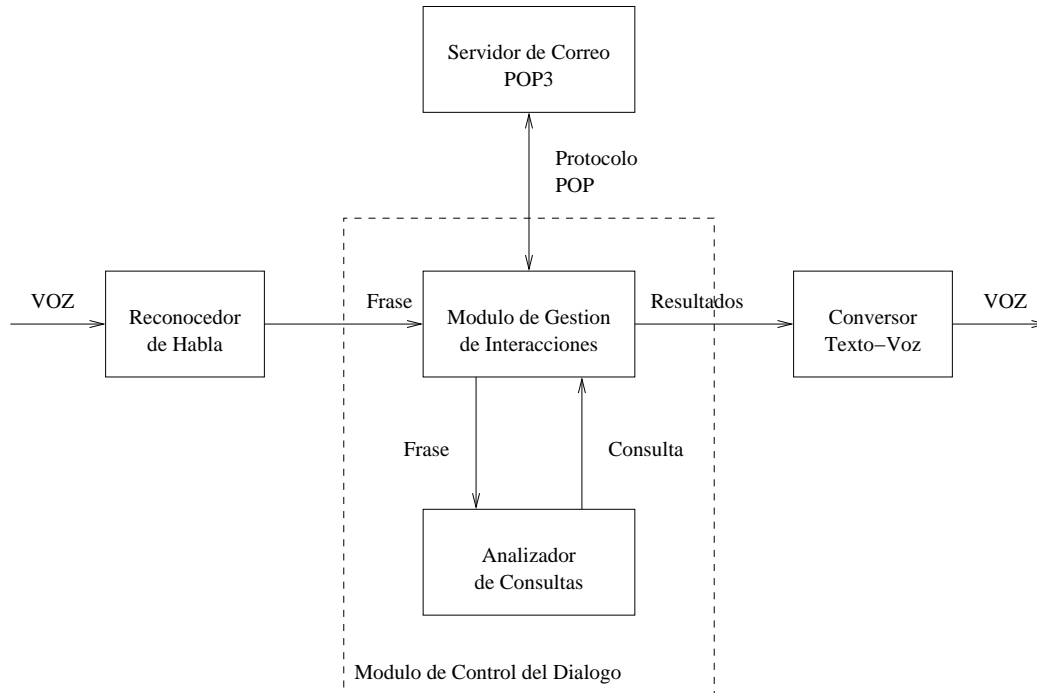 Servidor de Correo
POP3
Protocolo
POP
VOZ
Reconocedor
de Habla
Frase
Modulo de Gestion
de Interacciones
Resultados
Conversor
Texto−Voz
VOZ
Frase
Consulta
Analizador
de Consultas
Modulo de Control del Dialogo